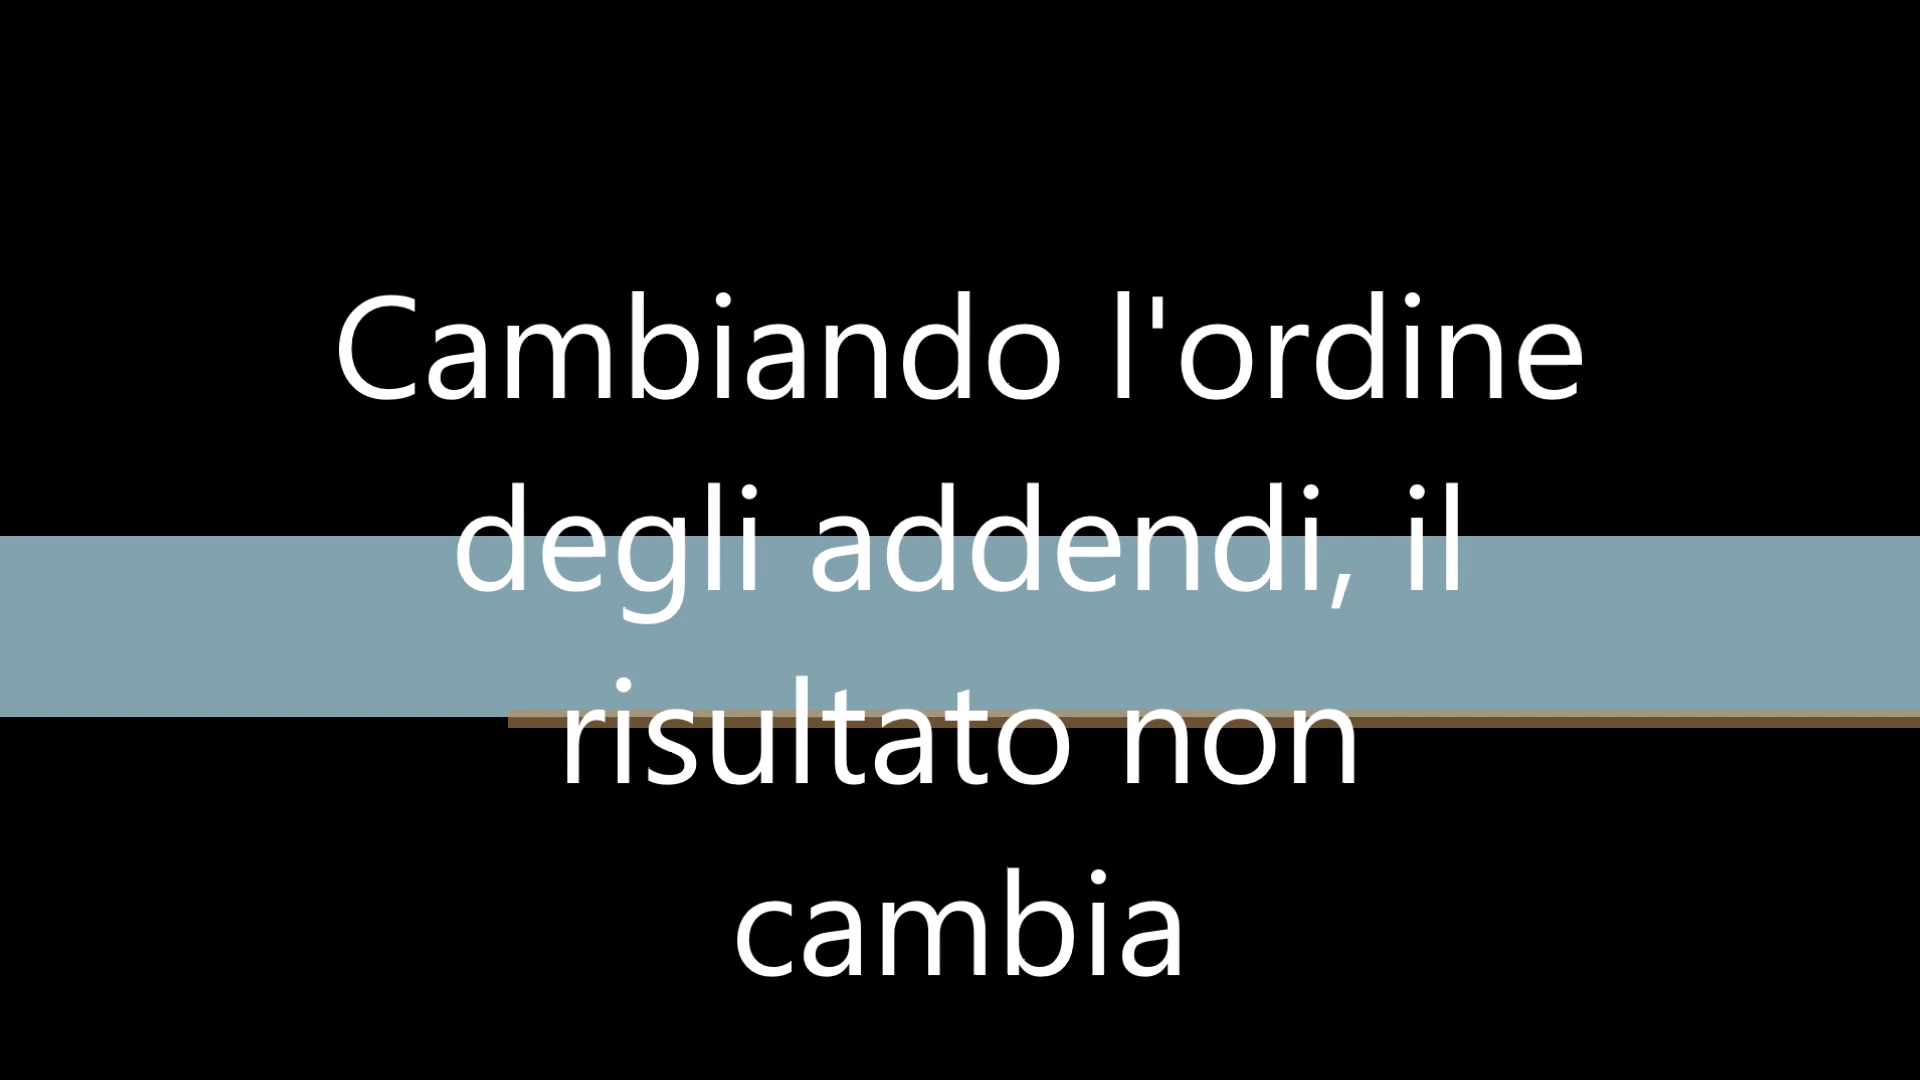 Cambiando l'ordine
degli addendi, il
risultato non
cambia